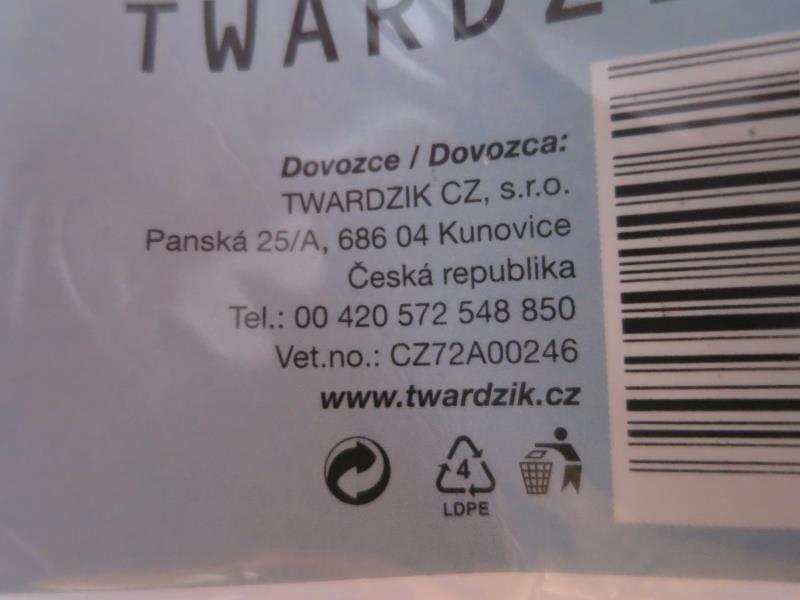 TWARDZ
Dovozce / Dovozca:
TWARDZIK CZ, s.r.o.
Panská 25/A, 686 04 Kunovice
Česká republika
Tel.: 00 420 572 548 850
Vet.no.: CZ72A00246
www.twardzik.cz
4
LDPE